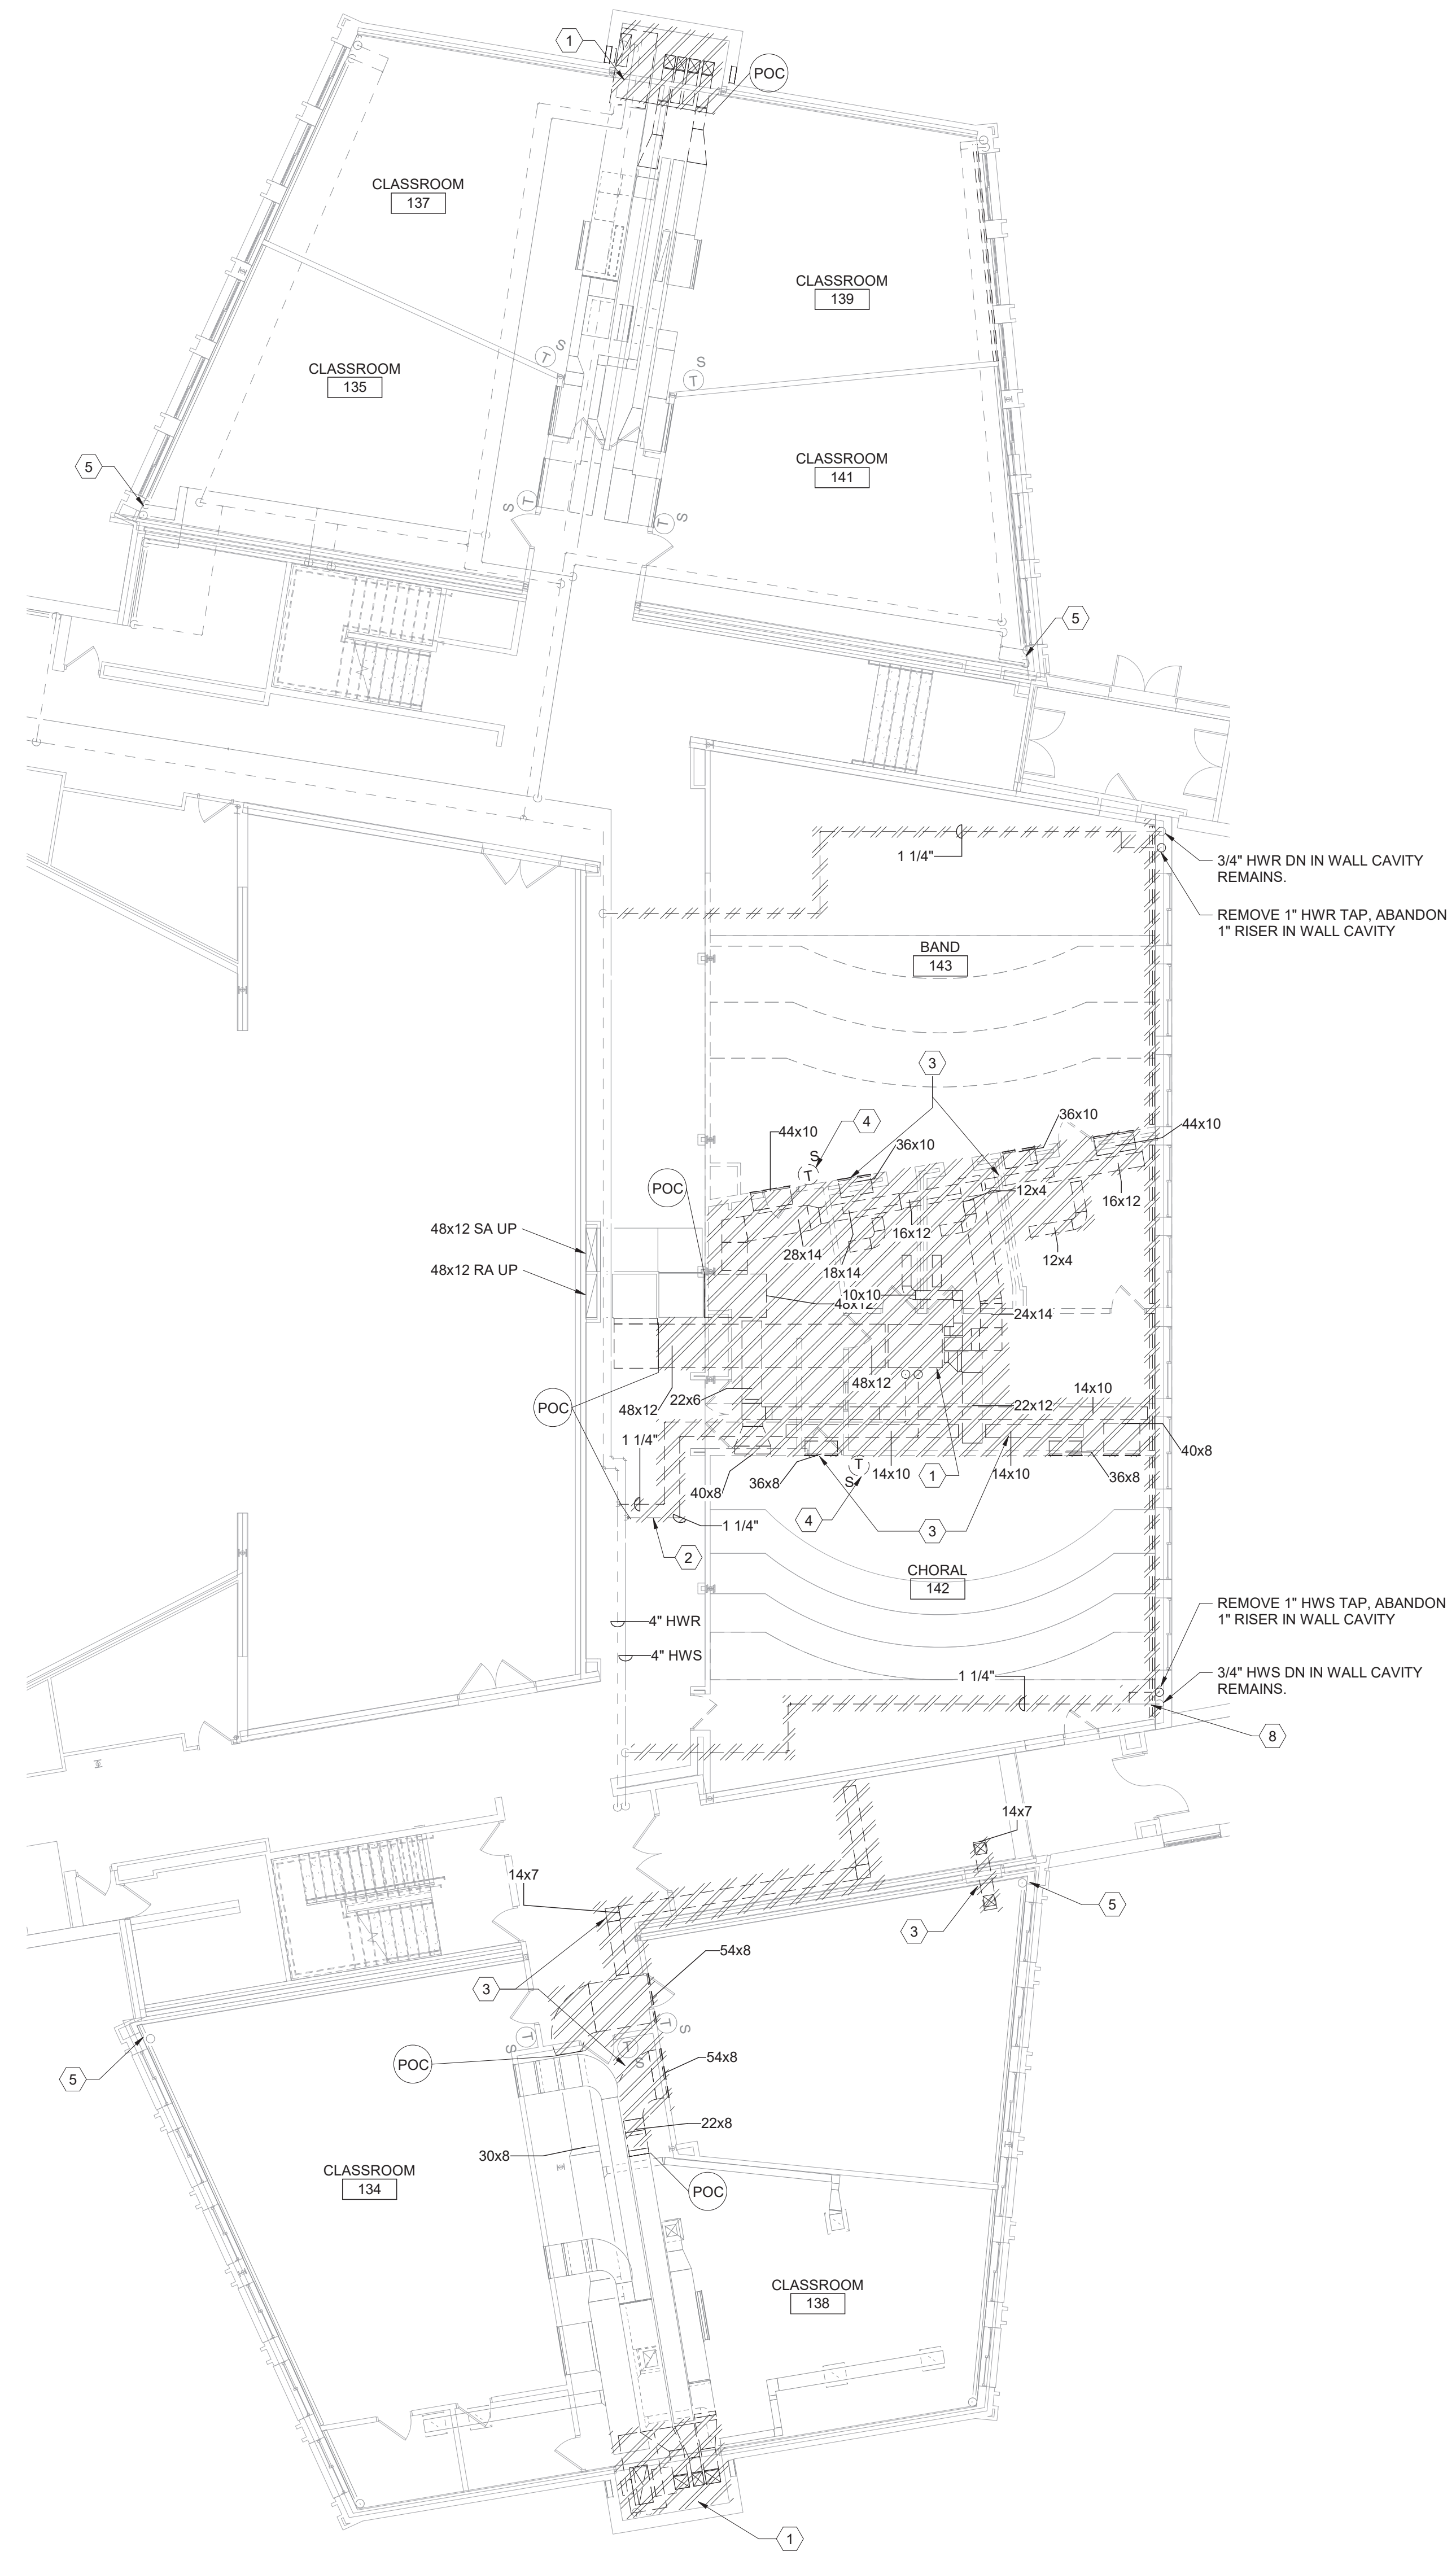 1
POC
CLASSROOM
137
CLASSROOM
139
S
T
S
T
CLASSROOM
135
CLASSROOM
141
5
T
S
T
S
5
1 1/4"
3/4" HWR DN IN WALL CAVITY
REMAINS.
REMOVE 1" HWR TAP, ABANDON
1" RISER IN WALL CAVITY
BAND
143
3
36x10
4
44x10
44x10
36x10
S
T
POC
12x4
16x12
48x12 SA UP
16x12
28x14
12x4
18x14
48x12 RA UP
10x10
48x12
24x14
48x12
14x10
22x6
48x12
POC
22x12
1 1/4"
40x8
T
S
14x10
1
14x10
36x8
36x8
40x8
4
3
1 1/4"
2
CHORAL
142
REMOVE 1" HWS TAP, ABANDON
1" RISER IN WALL CAVITY
4" HWR
4" HWS
1 1/4"
3/4" HWS DN IN WALL CAVITY
REMAINS.
8
14x7
14x7
5
3
54x8
3
T
S
T
S
T
S
POC
54x8
5
22x8
30x8
CLASSROOM
134
POC
CLASSROOM
138
1